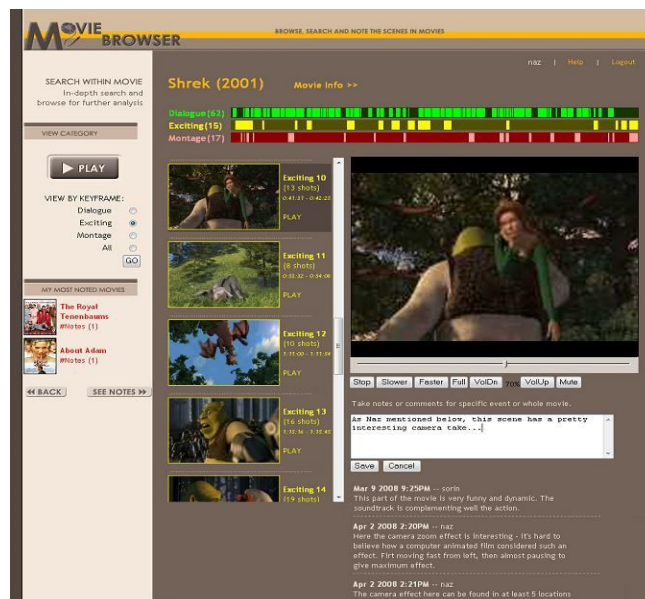 MOVIE BROWSER
BROWSE, SEARCH AND NOTE THE SCENES IN MOVIES
naz | Help | Logout
SEARCH WITHIN MOVIE
In-depth search and
browse for further analysis
VIEW CATEGORY
PLAY
VIEW BY KEYFRAME:
Dialogue
Exciting
Montage
All
GO
MY MOST NOTED MOVIES
The Royal
Tenenbaums
#Notes (1)
About Adam
#Notes (1)
BACK
SEE NOTES
Shrek (2001)
Movie Info >>
Dialogue(62)
Exciting(15)
Montage(17)
Exciting 10
(13 shots)
PLAY
Exciting 11
(8 shots)
PLAY
Exciting 12
(10 shots)
PLAY
Exciting 13
(16 shots)
PLAY
Exciting 14
(19 shots)
Stop Slower Faster Full VolDn 70% VolUp Mute
Take notes or comments for specific event or whole movie.
As Naz mentioned below, this scene has a pretty
interesting camera take...
Save Cancel
Mar 9 2008 9:25PM -- sorin
This part of the movie is very funny and dynamic. The
soundtrack is complementing well the action.
Apr 2 2008 2:20PM -- naz
Here the camera zoom effect is interesting - it's hard to
believe how a computer animated film considered such an
effect. Firt moving fast from left, then almost pausing to
give maximum effect.
Apr 2 2008 2:21PM -- naz
The camera effect here can be found in at least 5 locations